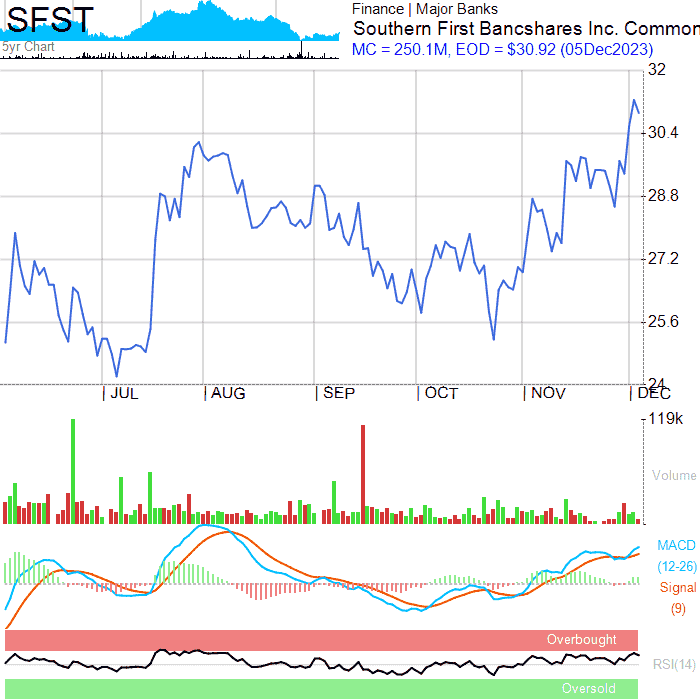 SFST
5yr Chart
Finance | Major Banks
Southern First Bancshares Inc. Common
MC = 250.1M, EOD = $30.92 (05Dec2023)
32
30.4
28.8
27.2
25.6
24
JUL
AUG
SEP
OCT
NOV
DEC
119k
Volume
MACD
(12-26)
Signal
(9)
Overbought
RSI(14)
Oversold